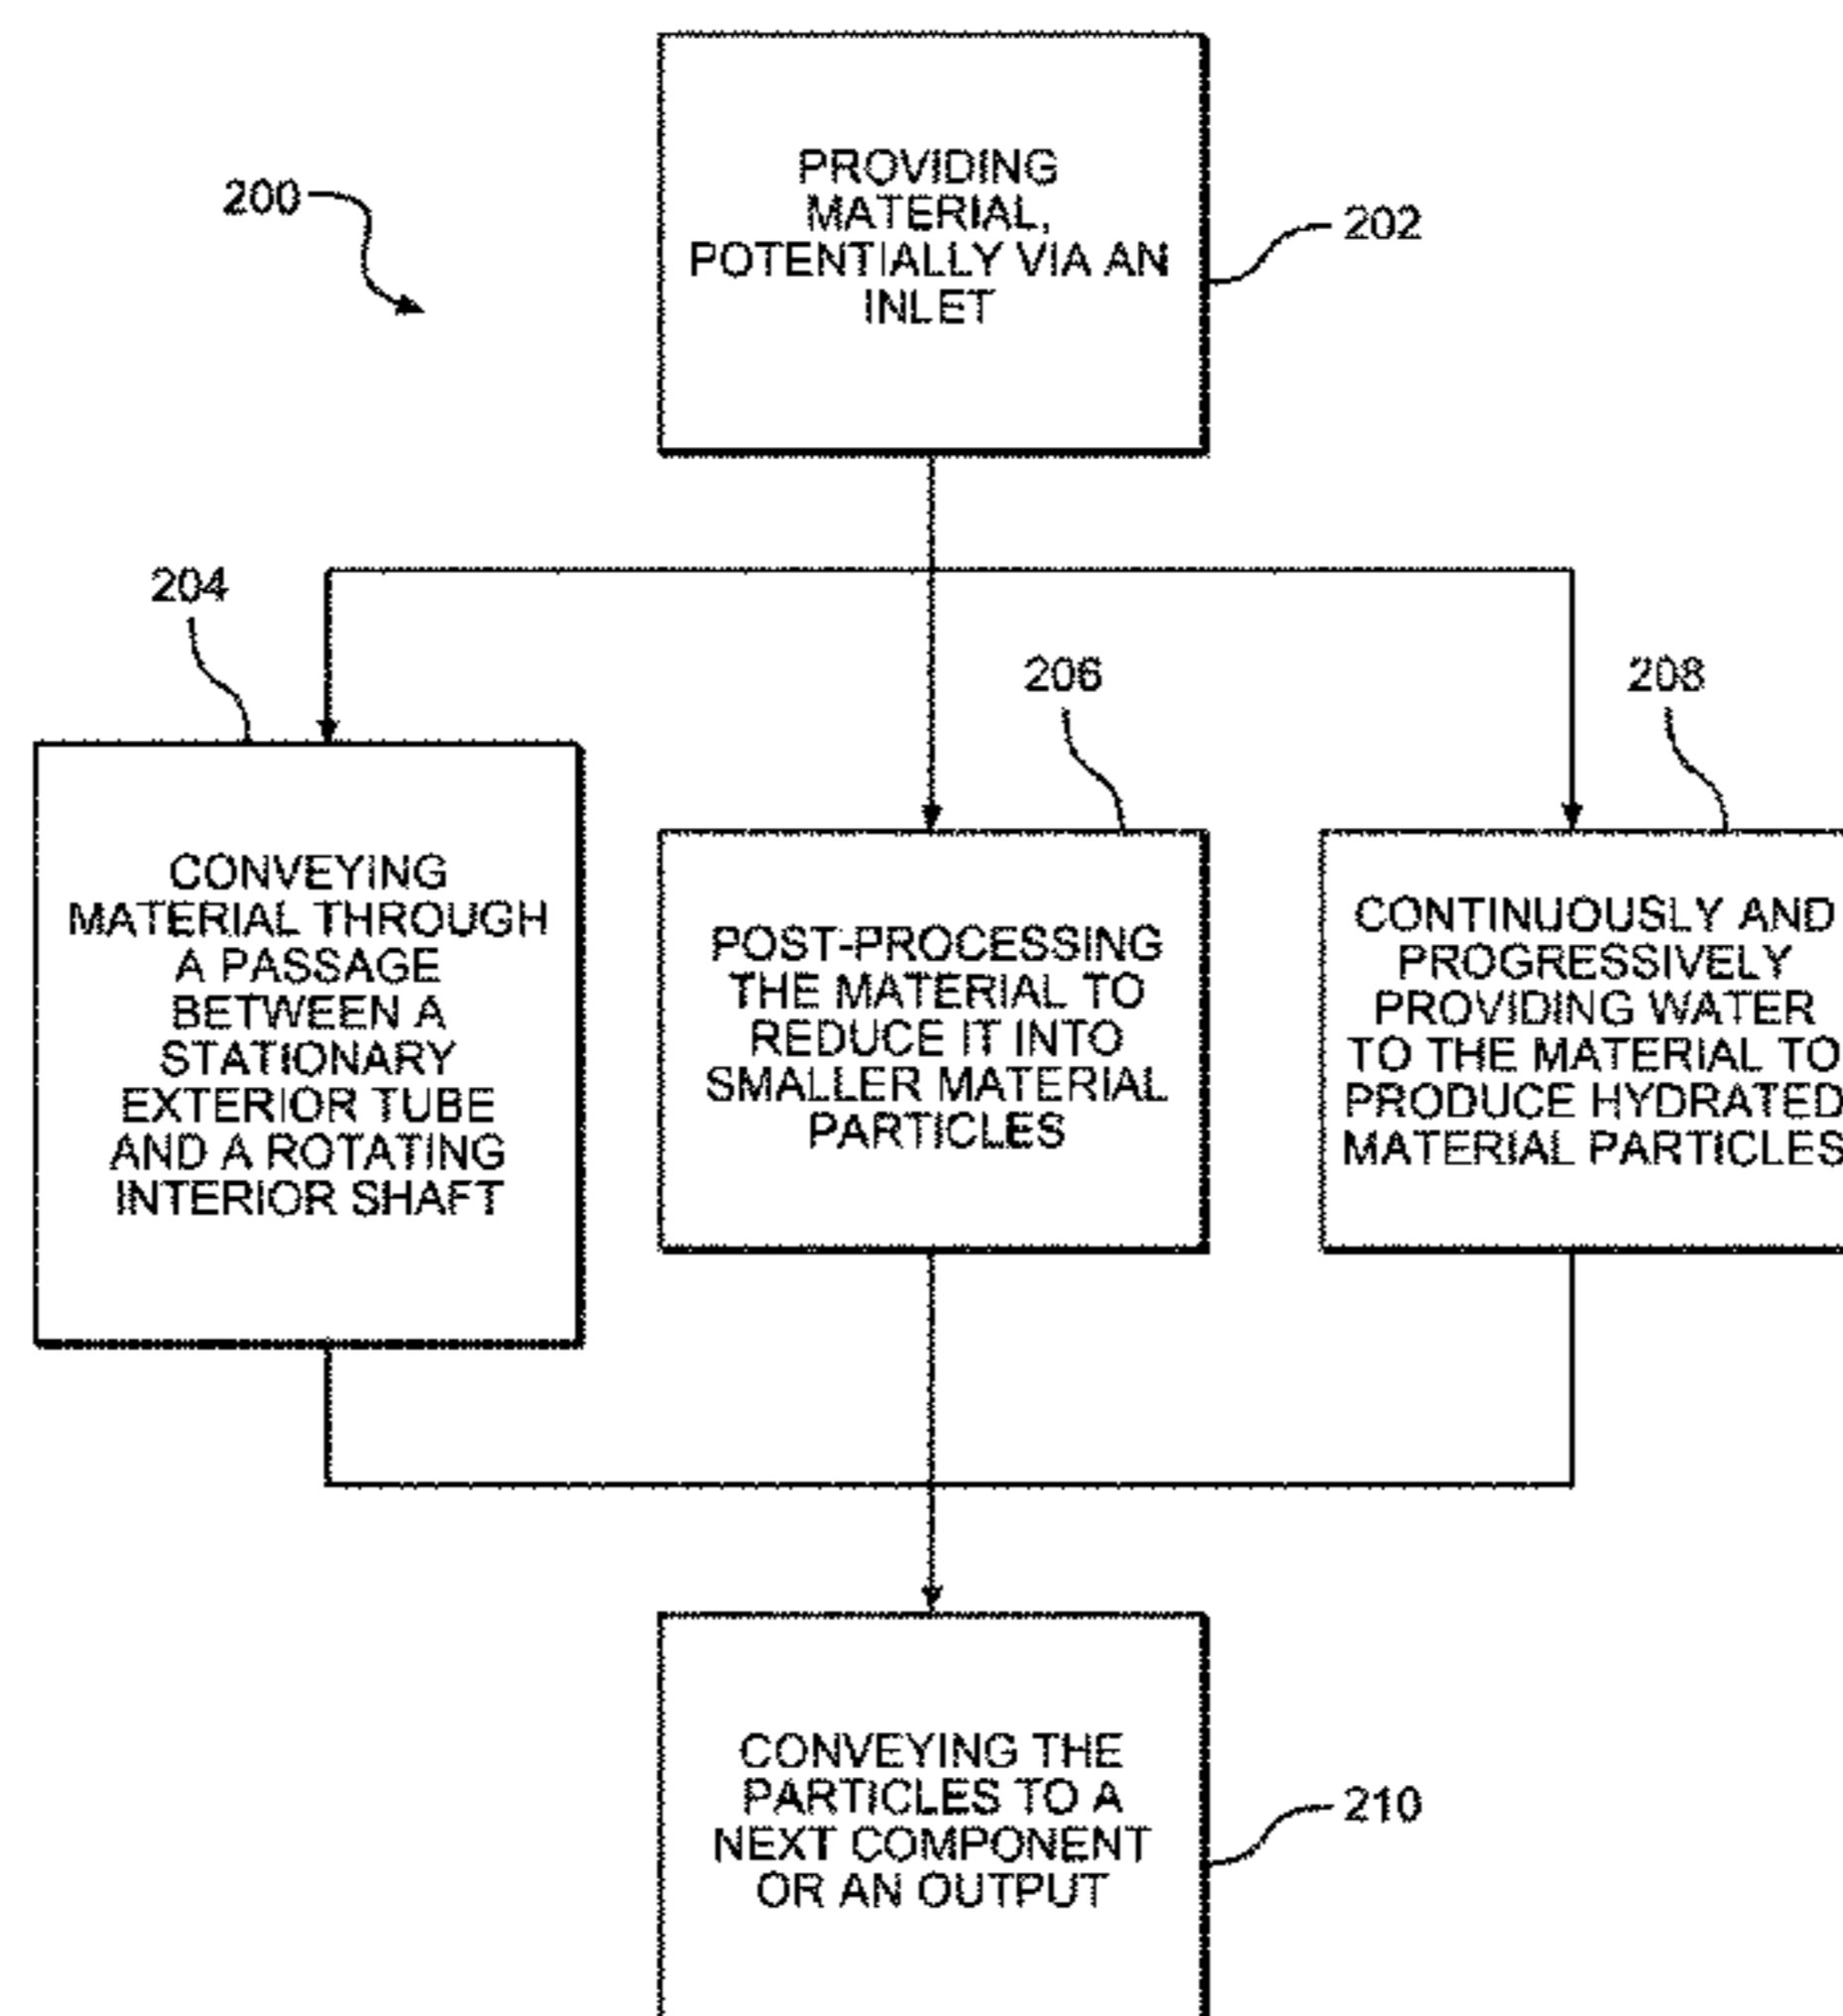 200
PROVIDING
MATERIAL,
POTENTIALLY VIA AN
INLET
202
204
CONVEYING
MATERIAL THROUGH
A PASSAGE
BETWEEN A
STATIONARY
EXTERIOR TUBE
AND A ROTATING
INTERIOR SHAFT
206
POST-PROCESSING
THE MATERIAL TO
REDUCE IT INTO
SMALLER MATERIAL
PARTICLES
208
CONTINUOUSLY AND
PROGRESSIVELY
PROVIDING WATER
TO THE MATERIAL TO
PRODUCE HYDRATED
MATERIAL PARTICLES
CONVEYING THE
PARTICLES TO A
NEXT COMPONENT
OR AN OUTPUT
210